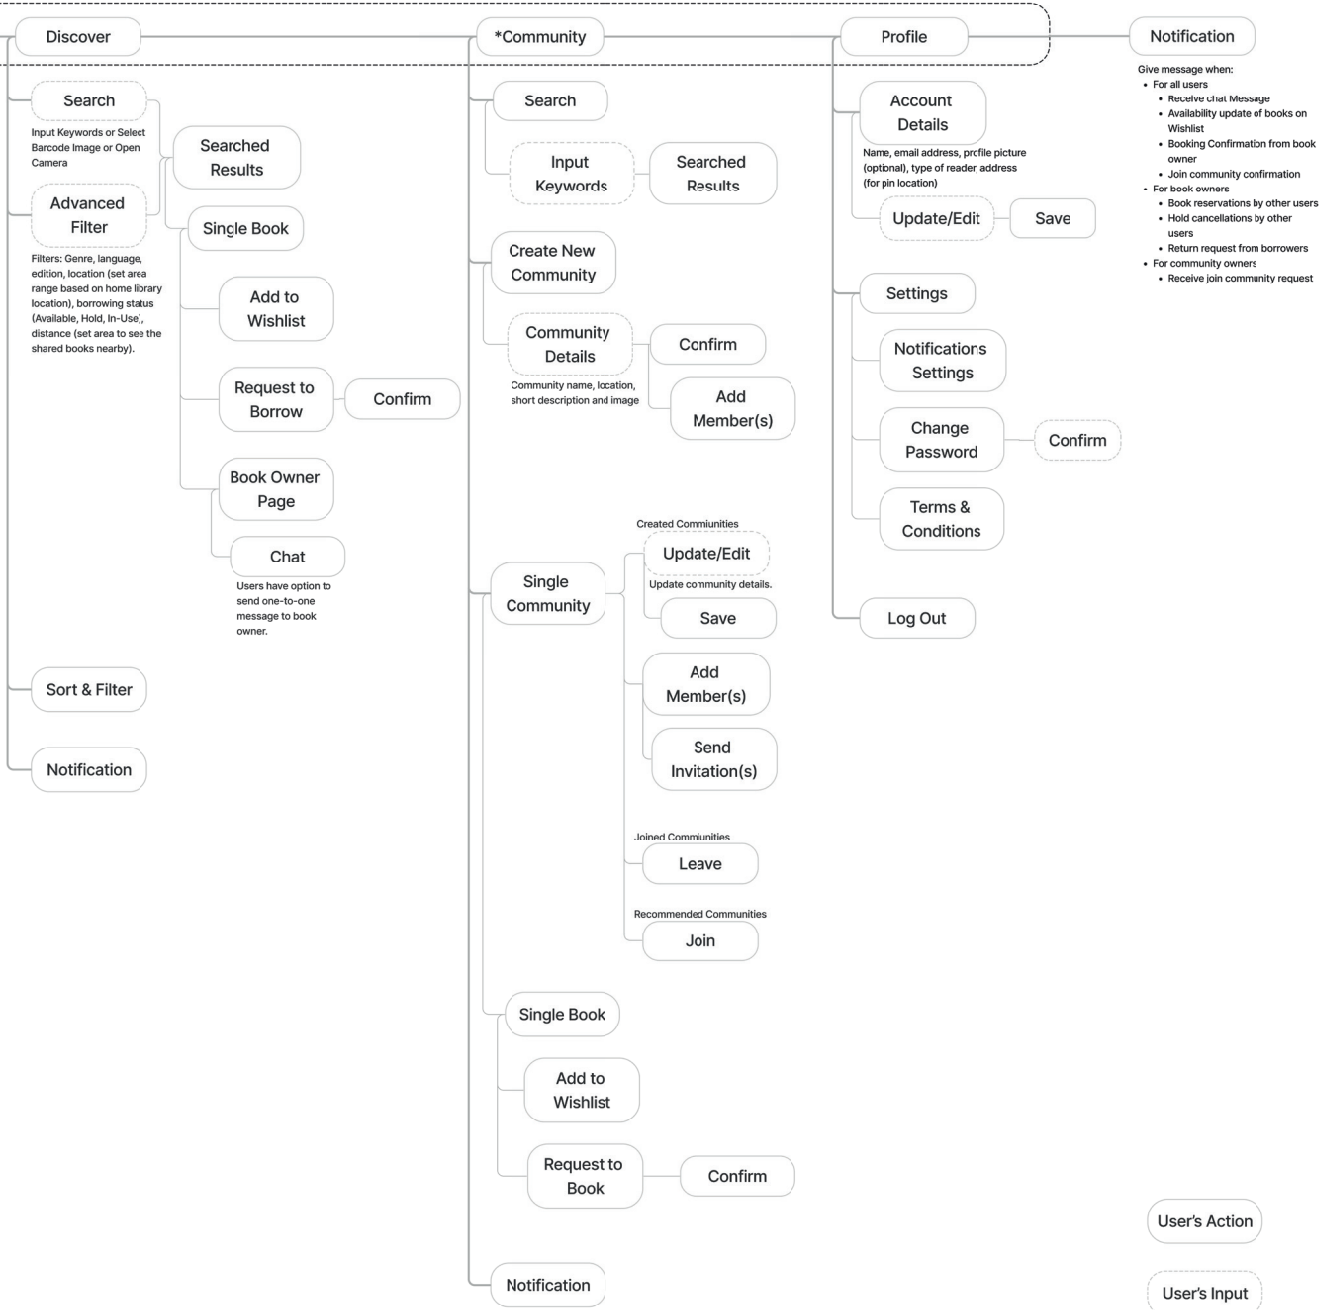 Discover
*Community
Profile
Notification
Search
Input Keywords or Select
Barcode Image or Open
Camera
Searched
Results
Advanced
Filter
Filters: Genre, language,
edition, location (set area
range based on home library
location), borrowing status
(Available, Hold, In-Use),
distance (set area to see the
shared books nearby).
Single Book
Add to
Wishlist
Request to
Borrow
Confirm
Book Owner
Page
Chat
Users have option to
send one-to-one
message to book
owner.
Sort & Filter
Notification
Search
Input
Keywords
Searched
Results
Create New
Community
Community
Details
Community name, location,
short description and image
Confirm
Add
Member(s)
Single
Community
Created Communities
Update/Edit
Update community details.
Save
Add
Member(s)
Send
Invitation(s)
Joined Communities
Leave
Recommended Communities
Join
Single Book
Add to
Wishlist
Request to
Book
Confirm
Notification
Account
Details
Name, email address, profile picture
(optional), type of reader address
(for pin location)
Update/Edit
Save
Settings
Notifications
Settings
Change
Password
Confirm
Terms &
Conditions
Log Out
Give message when:
• For all users
• Receive chat Message
• Availability update of books on
Wishlist
• Booking Confirmation from book
owner
• Join community confirmation
• For book owners
• Book reservations by other users
• Hold cancellations by other
users
• Return request from borrowers
• For community owners
• Receive join community request
User's Action
User's Input